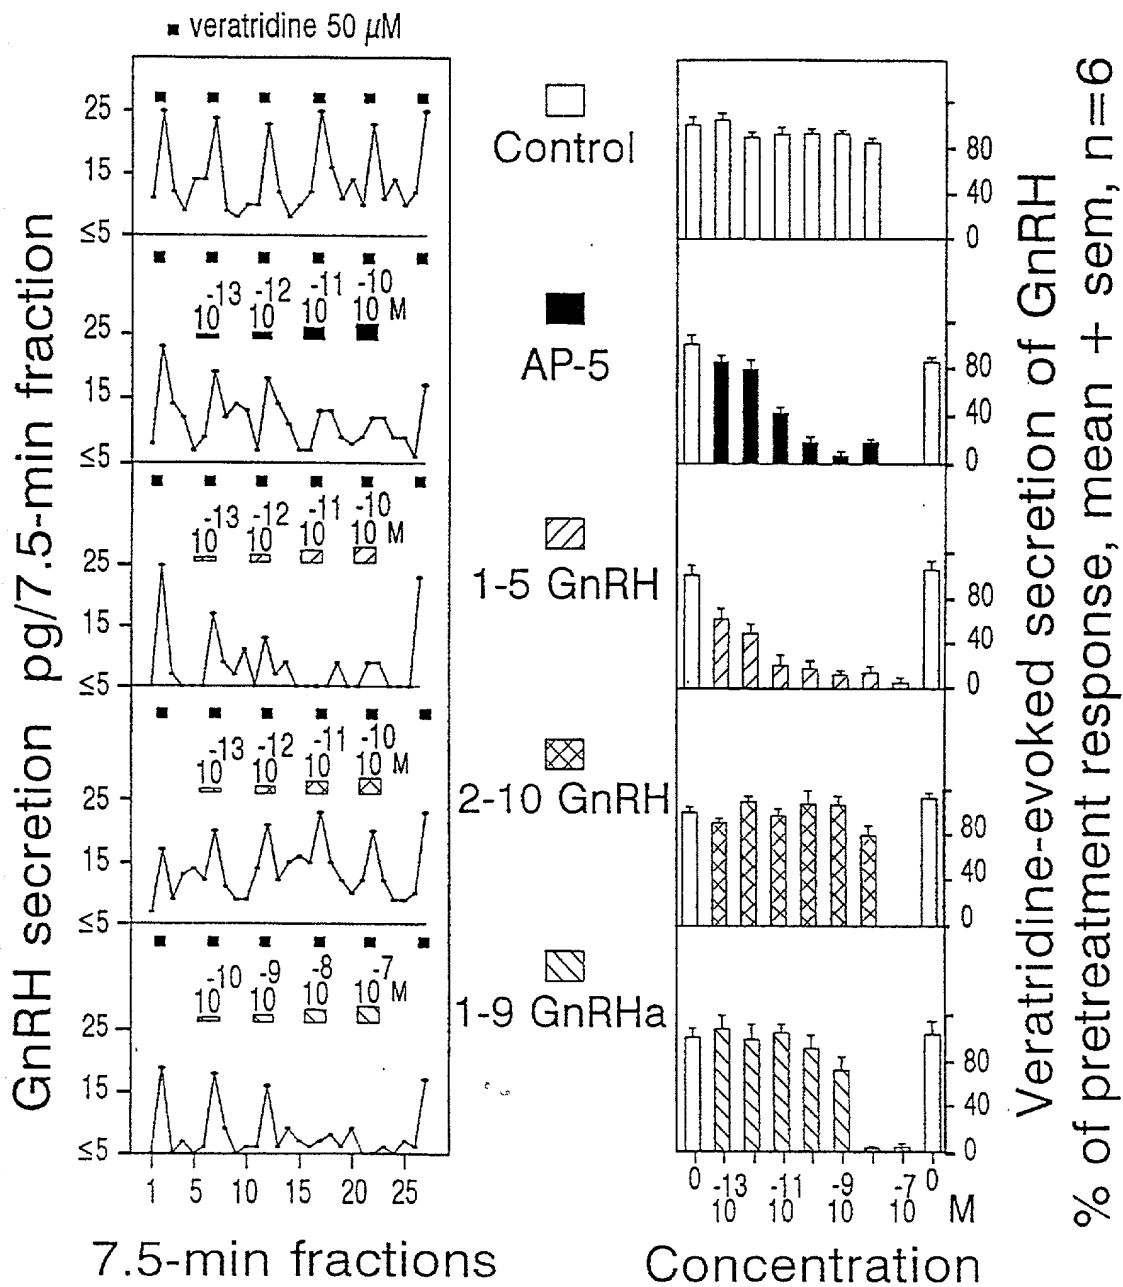 ■ veratridine 50 µM
GnRH secretion pg/7.5-min fraction
25
15
≤5
10-13 10-12 10-11 10-10 M
25
15
≤5
10-13 10-12 10-11 10-10 M
25
15
≤5
10-13 10-12 10-11 10-10 M
25
15
≤5
10-10 10-9 10-8 10-7 M
25
15
≤5
1 5 10 15 20 25
7.5-min fractions
Control
AP-5
1-5 GnRH
2-10 GnRH
1-9 GnRHa
80
40
0
80
40
0
80
40
0
80
40
0
80
40
0
0 10-13 10-11 10-9 10-7 0 M
Concentration
Veratridine-evoked secretion of GnRH
% of pretreatment response, mean + sem, n=6